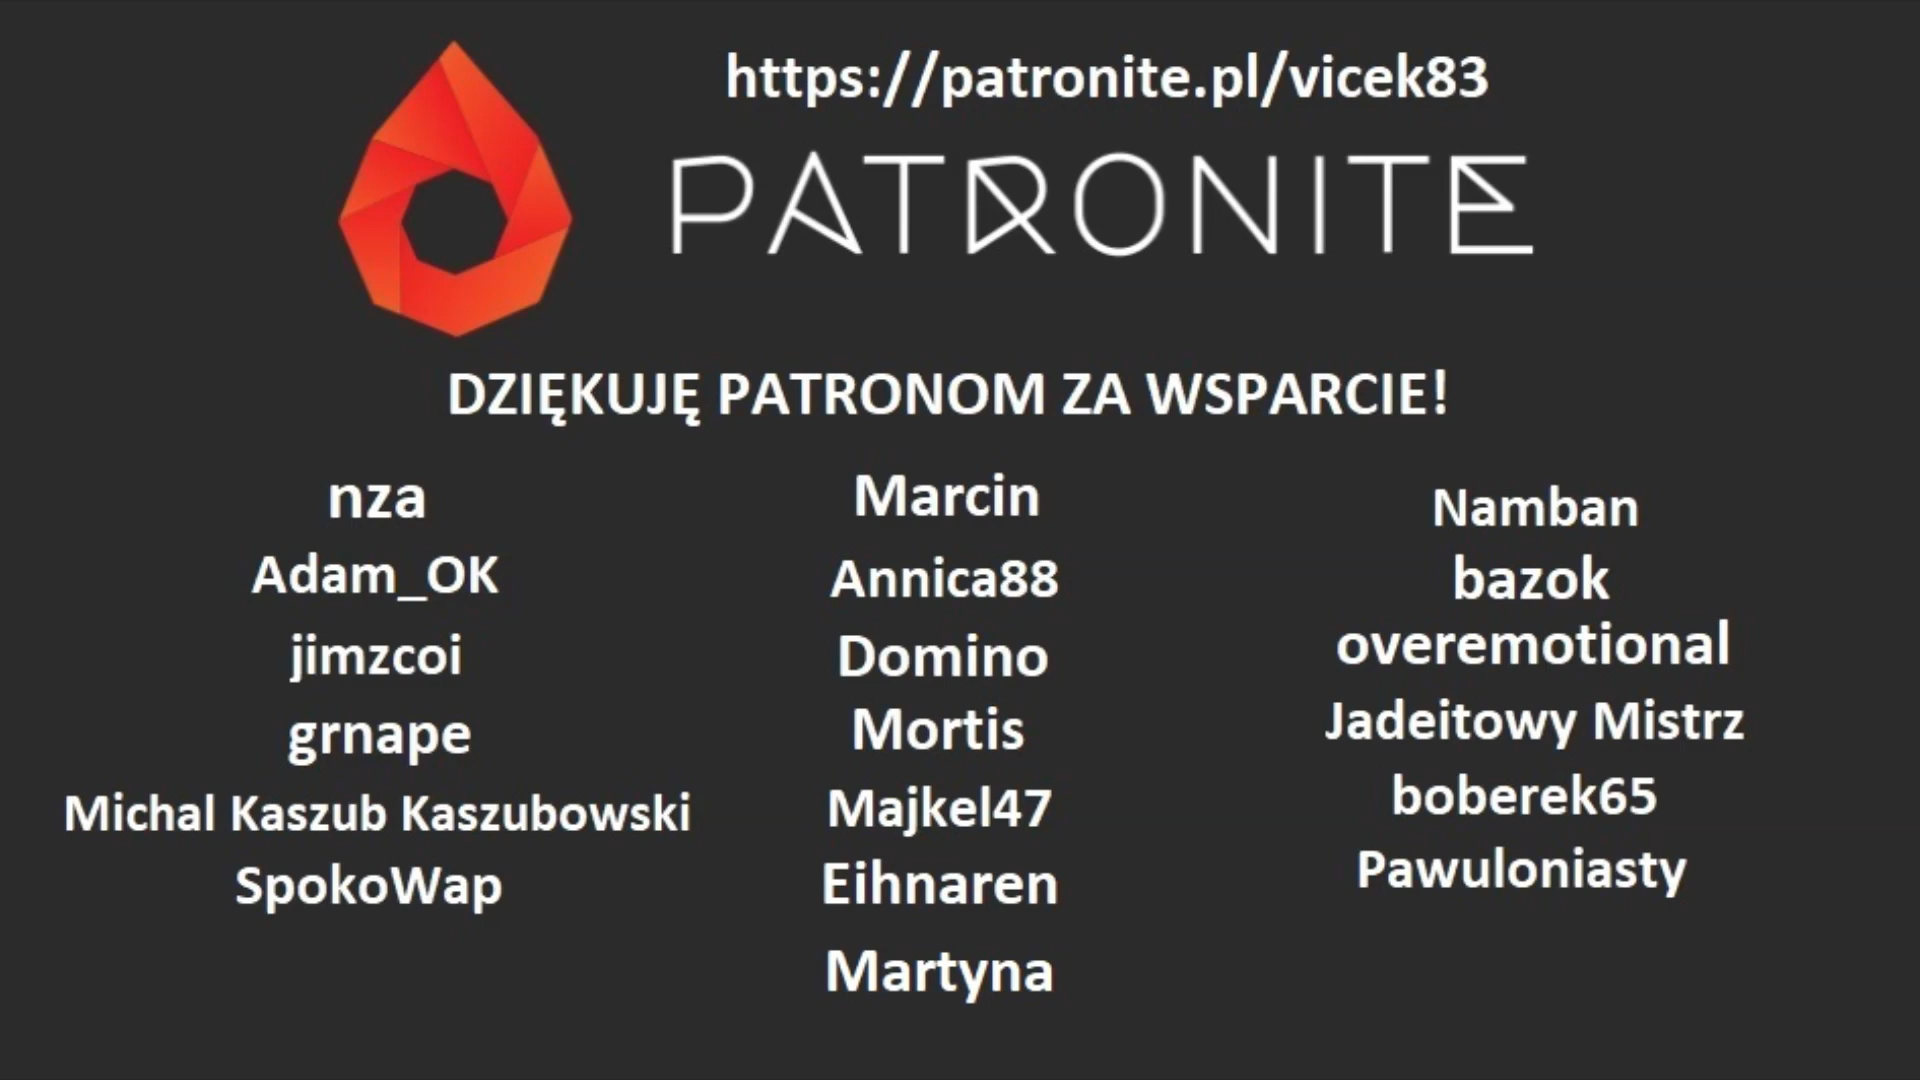 https://patronite.pl/vicek83
PATRONITE
DZIĘKUJĘ PATRONOM ZA WSPARCIE!
nza
Adam_OK
jimzcoi
grnape
Michal Kaszub Kaszubowski
SpokoWap
Marcin
Annica88
Domino
Mortis
Majkel47
Eihnaren
Martyna
Namban
bazok
overemotional
Jadeitowy Mistrz
boberek65
Pawuloniasty